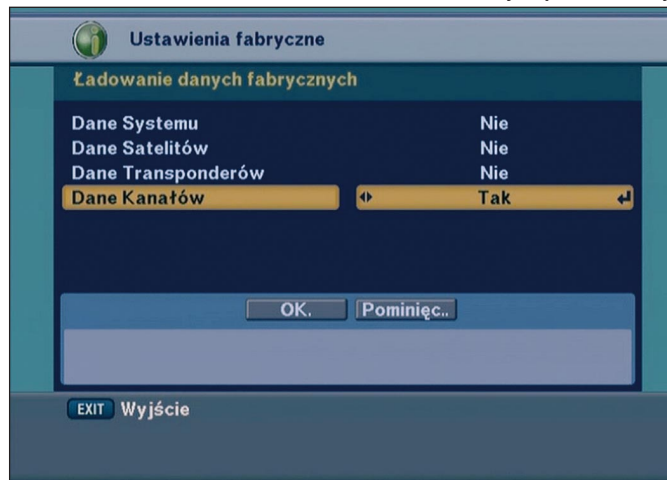 Ustawienia fabryczne
Ładowanie danych fabrycznych
Dane Systemu Nie
Dane Satelitów Nie
Dane Transponderów Nie
Dane Kanałów Tak
OK. Pominięc..
EXIT Wyjście